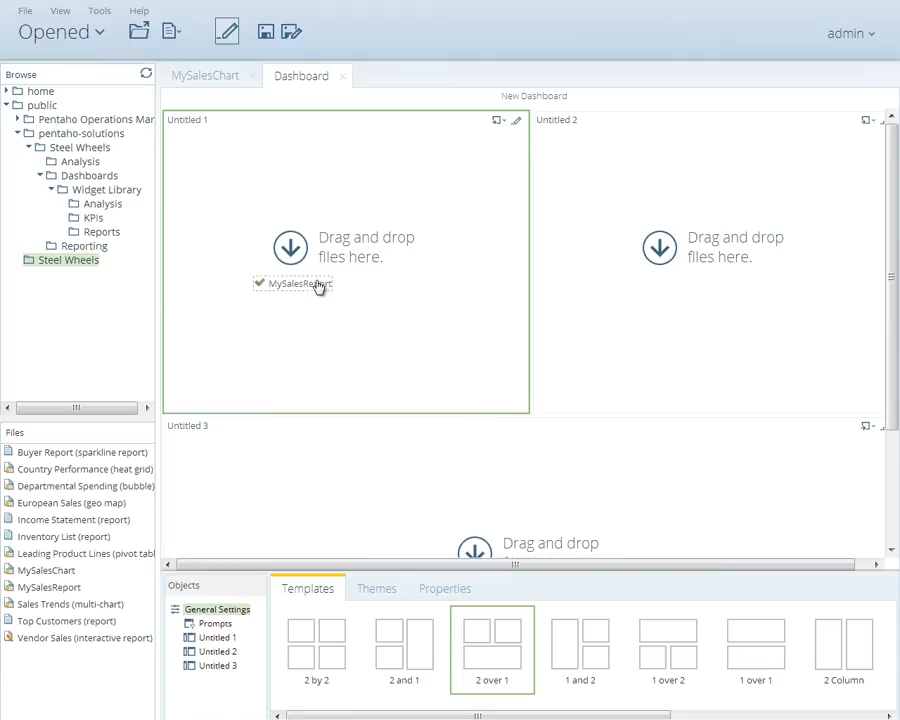 File View Tools Help
Opened
admin
Browse
home
public
Pentaho Operations Mar
pentaho-solutions
Steel Wheels
Analysis
Dashboards
Widget Library
Analysis
KPIs
Reports
Reporting
Steel Wheels
Files
Buyer Report (sparkline report)
Country Performance (heat grid)
Departmental Spending (bubble)
European Sales (geo map)
Income Statement (report)
Inventory List (report)
Leading Product Lines (pivot tabl
MySalesChart
MySalesReport
Sales Trends (multi-chart)
Top Customers (report)
Vendor Sales (interactive report)
MySalesChart Dashboard
New Dashboard
Untitled 1
Drag and drop
files here.
MySalesReport
Untitled 2
Drag and drop
files here.
Untitled 3
Drag and drop
Objects
General Settings
Prompts
Untitled 1
Untitled 2
Untitled 3
Templates Themes Properties
2 by 2
2 and 1
2 over 1
1 and 2
1 over 2
1 over 1
2 Column